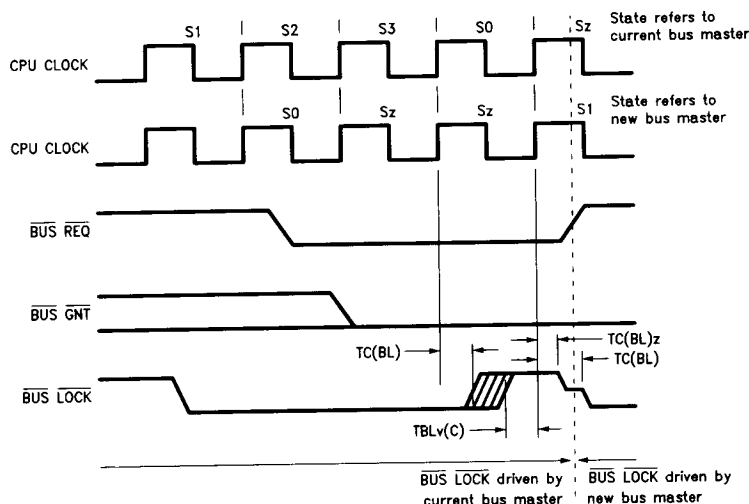 S1 S2 S3 S0 Sz State refers to
current bus master
CPU CLOCK
S0 Sz Sz S1 State refers to
new bus master
CPU CLOCK
BUS REQ
BUS GNT
TC(BL) TC(BL)z
TC(BL)
BUS LOCK
TBLv(C)
BUS LOCK driven by
current bus master
BUS LOCK driven by
new bus master